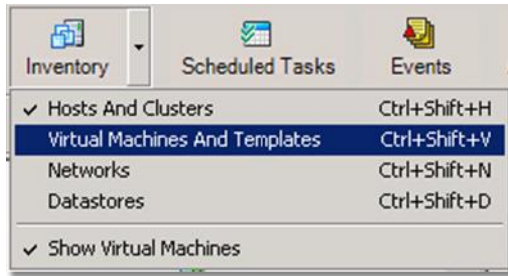 Inventory Scheduled Tasks Events
Hosts And Clusters Ctrl+Shift+H
Virtual Machines And Templates Ctrl+Shift+V
Networks Ctrl+Shift+N
Datastores Ctrl+Shift+D
Show Virtual Machines